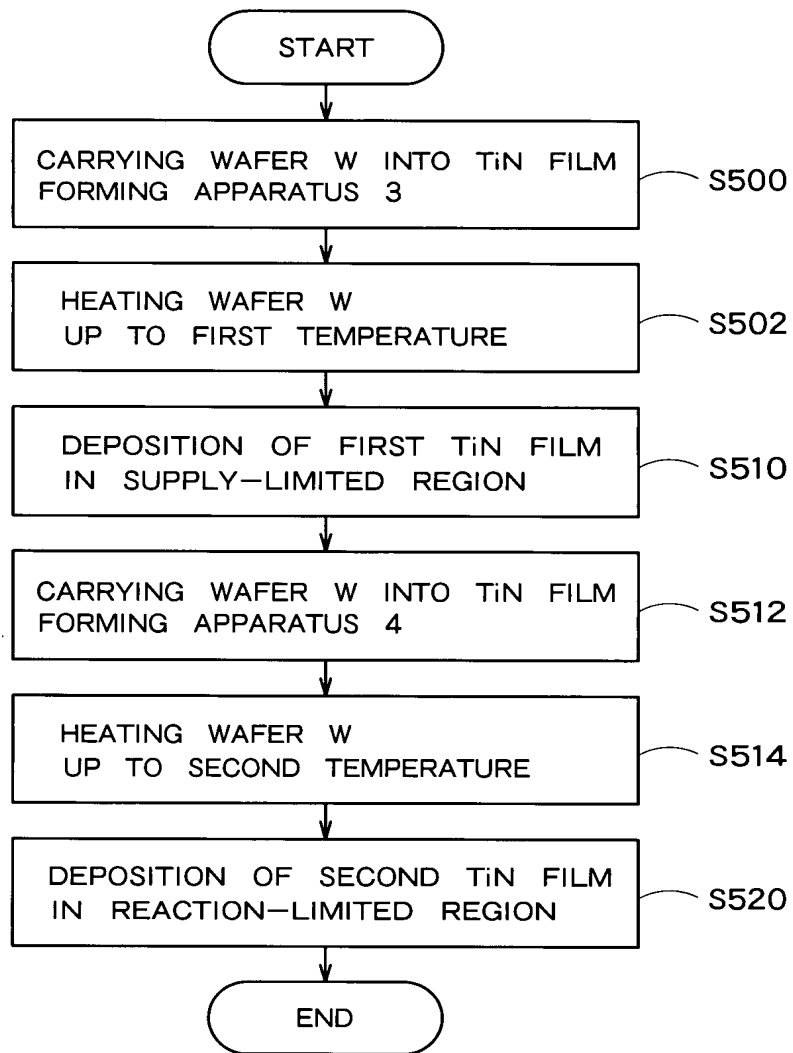 START
CARRYING WAFER W INTO TiN FILM
FORMING APPARATUS 3
S500
HEATING WAFER W
UP TO FIRST TEMPERATURE
S502
DEPOSITION OF FIRST TiN FILM
IN SUPPLY-LIMITED REGION
S510
CARRYING WAFER W INTO TiN FILM
FORMING APPARATUS 4
S512
HEATING WAFER W
UP TO SECOND TEMPERATURE
S514
DEPOSITION OF SECOND TiN FILM
IN REACTION-LIMITED REGION
S520
END